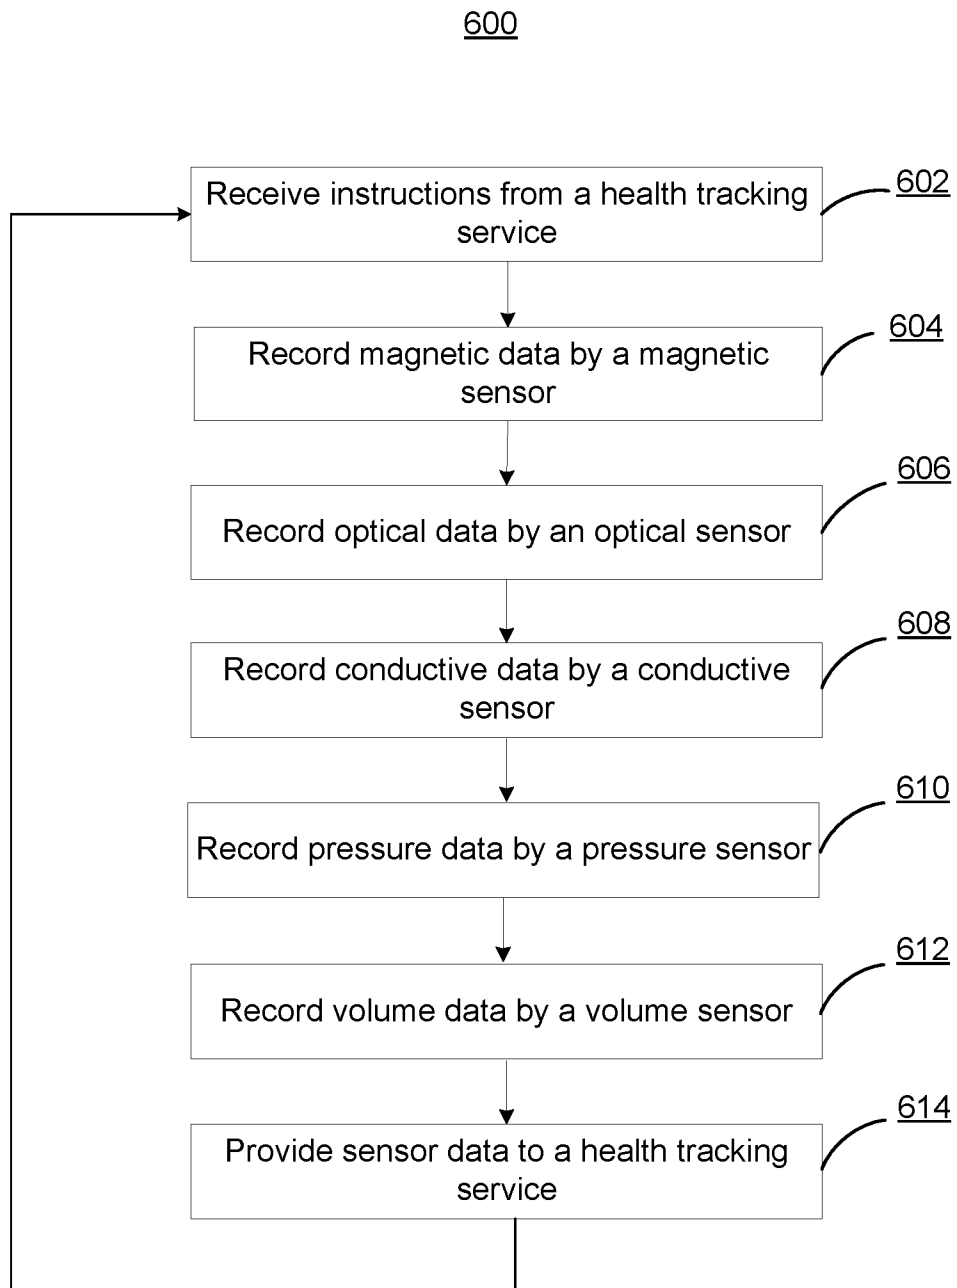 600
Receive instructions from a health tracking
service
602
Record magnetic data by a magnetic
sensor
604
Record optical data by an optical sensor
606
Record conductive data by a conductive
sensor
608
Record pressure data by a pressure sensor
610
Record volume data by a volume sensor
612
Provide sensor data to a health tracking
service
614